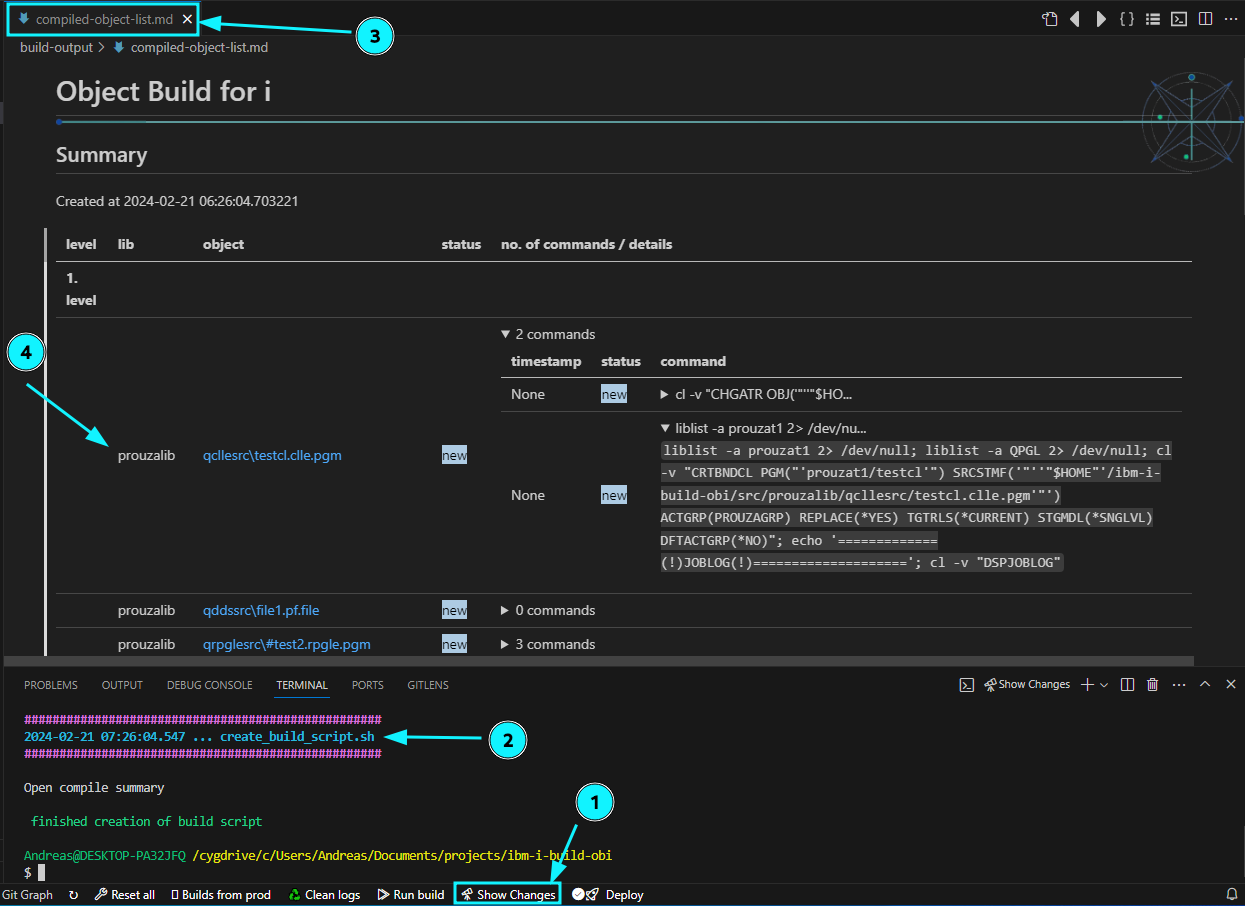 compiled-object-list.md
3
build-output > compiled-object-list.md
Object Build for i
Summary
Created at 2024-02-21 06:26:04.703221
level lib object status no. of commands / details
1.
level
2 commands
4
timestamp status command
None new cl -v "CHGATR OBJ('"''"$HO...
liblist -a prouzat1 2> /dev/nu...
prouzalib qcllesrc\testcl.clle.pgm new
liblist -a prouzat1 2> /dev/null; liblist -a QPGL 2> /dev/null; cl
-v "CRTBNDCL PGM("'prouzat1/testcl'") SRCSTMF('"''"$HOME"'/ibm-i-
None new build-obi/src/prouzalib/qcllesrc/testcl.clle.pgm'"')
ACTGRP(PROUZAGRP) REPLACE(*YES) TGTRLS(*CURRENT) STGMDL(*SNGLVL)
DFTACTGRP(*NO)"; echo '=============
(!)JOBLOG(!)====================='; cl -v "DSPJOBLOG"
prouzalib qddssrc\file1.pf.file new 0 commands
prouzalib qrpglesrc\#test2.rpgle.pgm new 3 commands
PROBLEMS OUTPUT DEBUG CONSOLE TERMINAL PORTS GITLENS Show Changes
##################################################
2024-02-21 07:26:04.547 ... create_build_script.sh
2
##################################################
Open compile summary
1
finished creation of build script
Andreas@DESKTOP-PA32JFQ /cygdrive/c/Users/Andreas/Documents/projects/ibm-i-build-obi
$
Git Graph Reset all Builds from prod Clean logs Run build Show Changes Deploy